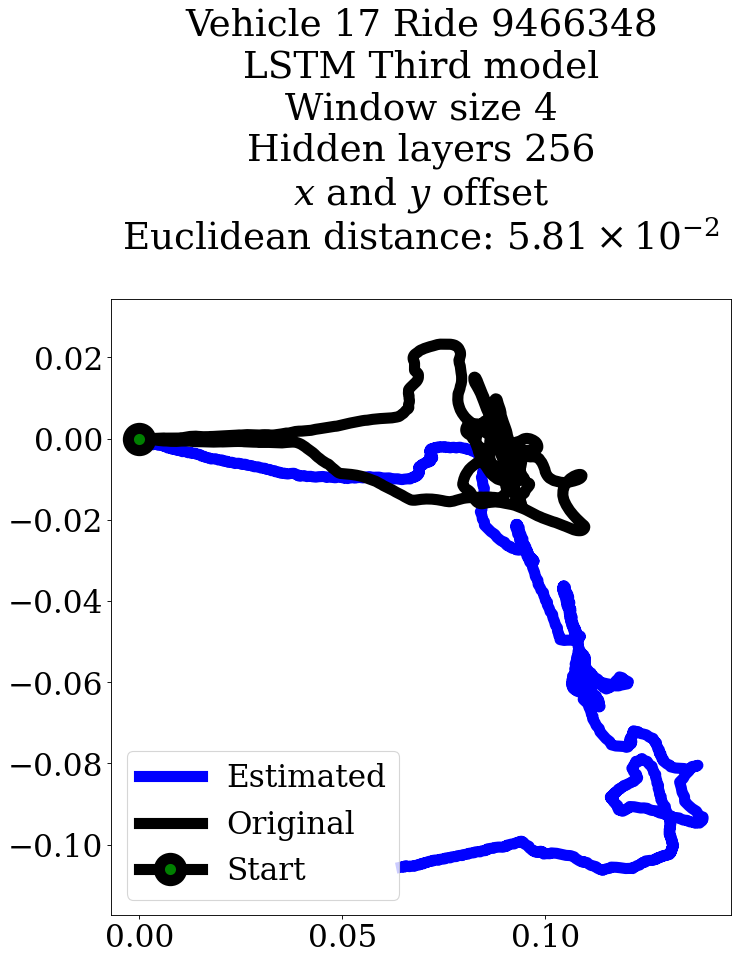 Vehicle 17 Ride 9466348
LSTM Third model
Window size 4
Hidden layers 256
x and y offset
Euclidean distance: 5.81 × 10⁻²
0.02
0.00
−0.02
−0.04
−0.06
−0.08
−0.10
Estimated
Original
Start
0.00 0.05 0.10